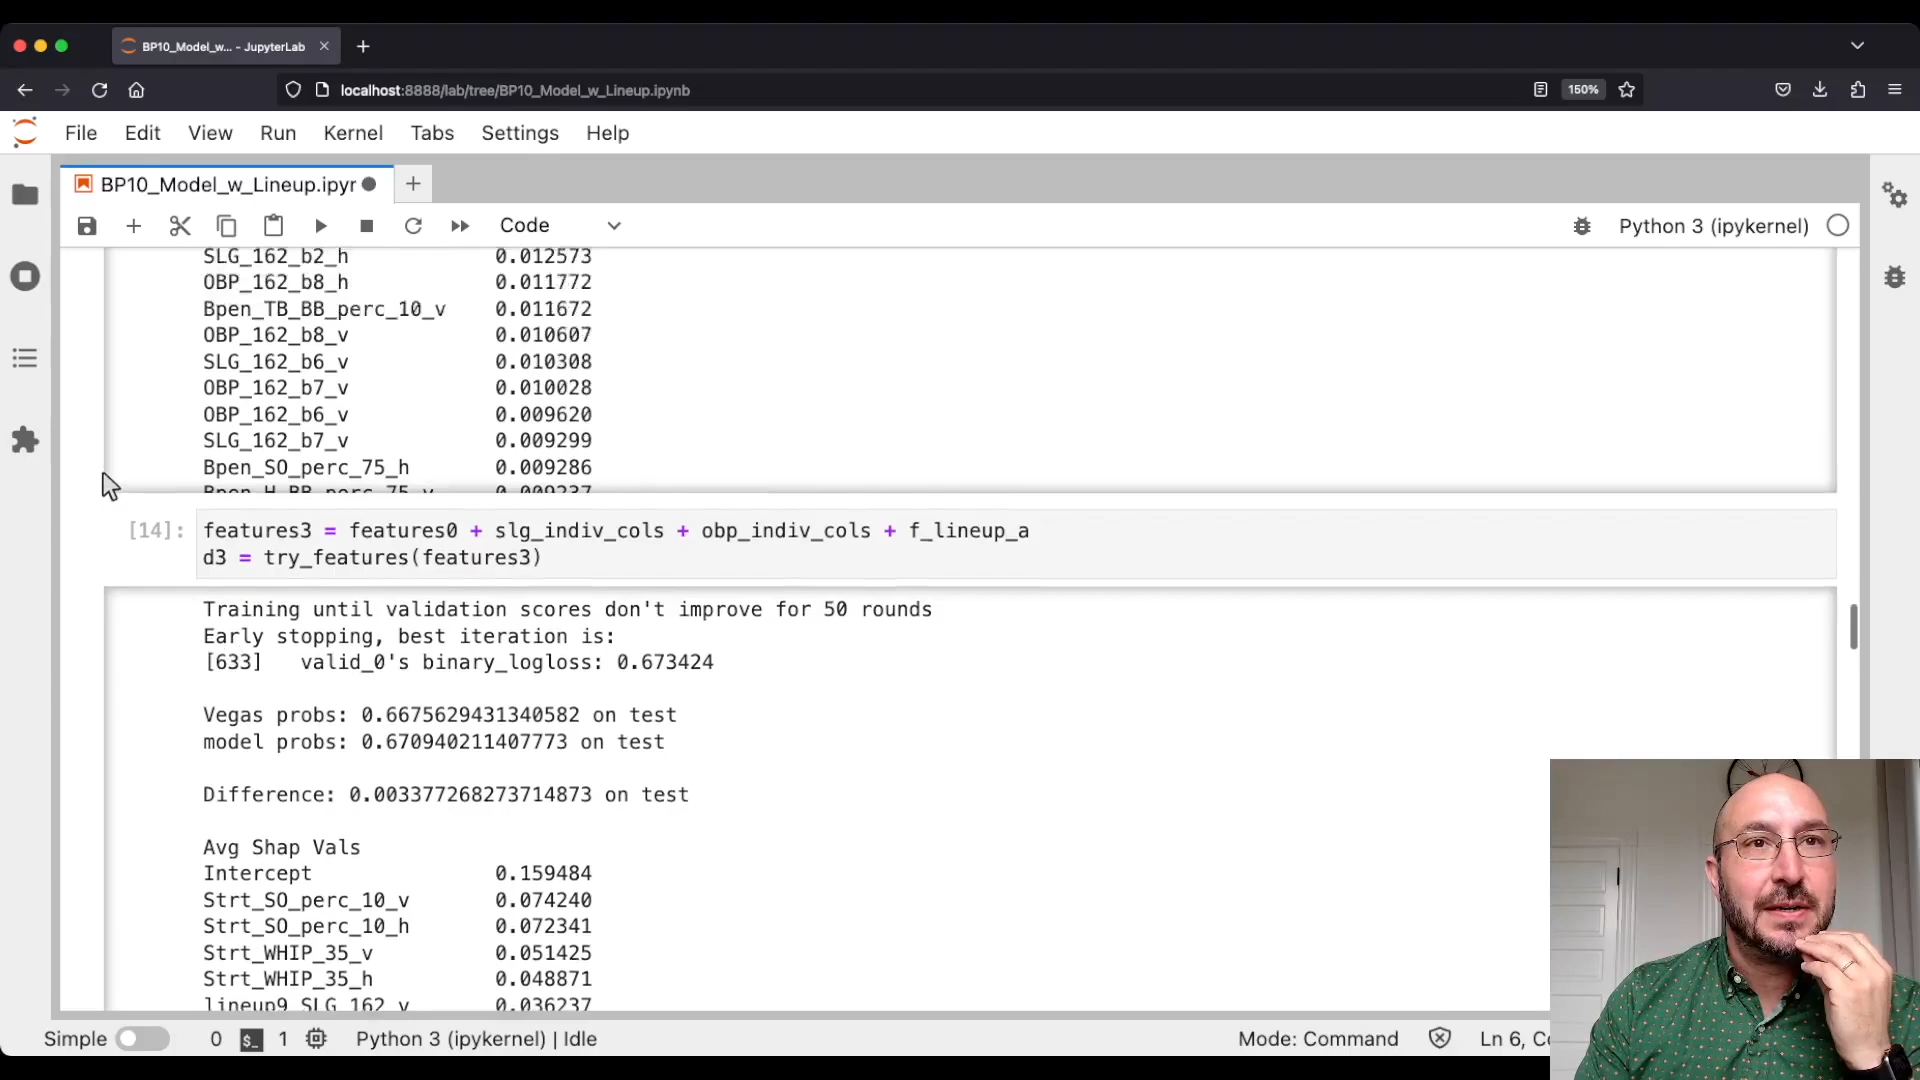 BP10_Model_w... - JupyterLab
localhost:8888/lab/tree/BP10_Model_w_Lineup.ipynb
150%
File Edit View Run Kernel Tabs Settings Help
BP10_Model_w_Lineup.ipyr
Code
Python 3 (ipykernel)
SLG_162_b2_h 0.012573
OBP_162_b8_h 0.011772
Bpen_TB_BB_perc_10_v 0.011672
OBP_162_b8_v 0.010607
SLG_162_b6_v 0.010308
OBP_162_b7_v 0.010028
OBP_162_b6_v 0.009620
SLG_162_b7_v 0.009299
Bpen_SO_perc_75_h 0.009286
Bpen_H_BB_perc_75_v 0.009237
[14]: features3 = features0 + slg_indiv_cols + obp_indiv_cols + f_lineup_a
d3 = try_features(features3)
Training until validation scores don't improve for 50 rounds
Early stopping, best iteration is:
[633] valid_0's binary_logloss: 0.673424
Vegas probs: 0.6675629431340582 on test
model probs: 0.670940211407773 on test
Difference: 0.003377268273714873 on test
Avg Shap Vals
Intercept 0.159484
Strt_SO_perc_10_v 0.074240
Strt_SO_perc_10_h 0.072341
Strt_WHIP_35_v 0.051425
Strt_WHIP_35_h 0.048871
lineup9_SLG_162_v 0.036237
Simple 0 $_ 1 Python 3 (ipykernel) | Idle Mode: Command Ln 6, C